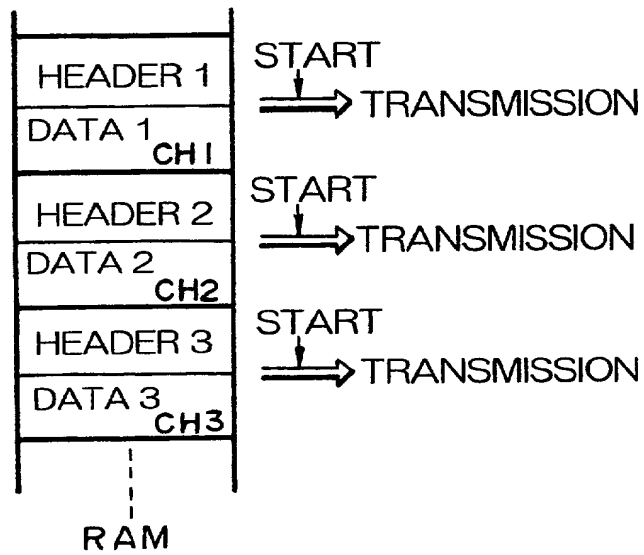 START
HEADER 1
TRANSMISSION
DATA 1
CH1
START
HEADER 2
TRANSMISSION
DATA 2
CH2
START
HEADER 3
TRANSMISSION
DATA 3
CH3
RAM